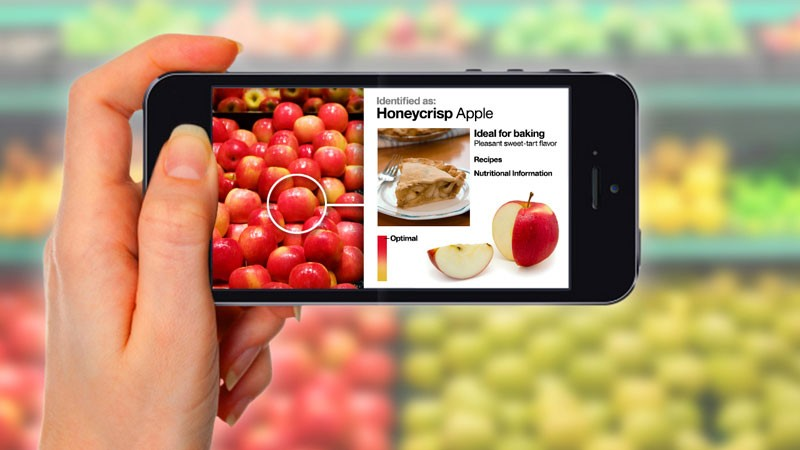 Identified as:
Honeycrisp Apple
Ideal for baking
Pleasant sweet-tart flavor
Recipes
Nutritional Information
Optimal